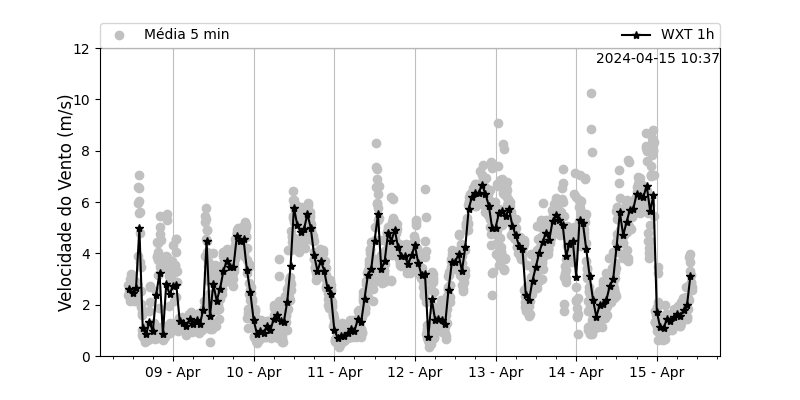 Média 5 min WXT 1h
2024-04-15 10:37
Velocidade do Vento (m/s)
12
10
8
6
4
2
0
09 - Apr 10 - Apr 11 - Apr 12 - Apr 13 - Apr 14 - Apr 15 - Apr